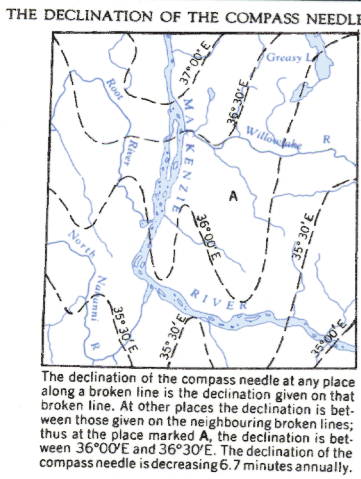 THE DECLINATION OF THE COMPASS NEEDLE
37°00'E
Greasy L
36°30'E
Root
River
MACKENZIE
Willowlake R
A
36°00'E
35°30'E
North
Nahanni
R
RIVER
35°30'E
35°30'E
35°00'E
The declination of the compass needle at any place
along a broken line is the declination given on that
broken line. At other places the declination is bet-
ween those given on the neighbouring broken lines;
thus at the place marked A, the declination is bet-
ween 36°00'E and 36°30'E. The declination of the
compass needle is decreasing 6.7 minutes annually.